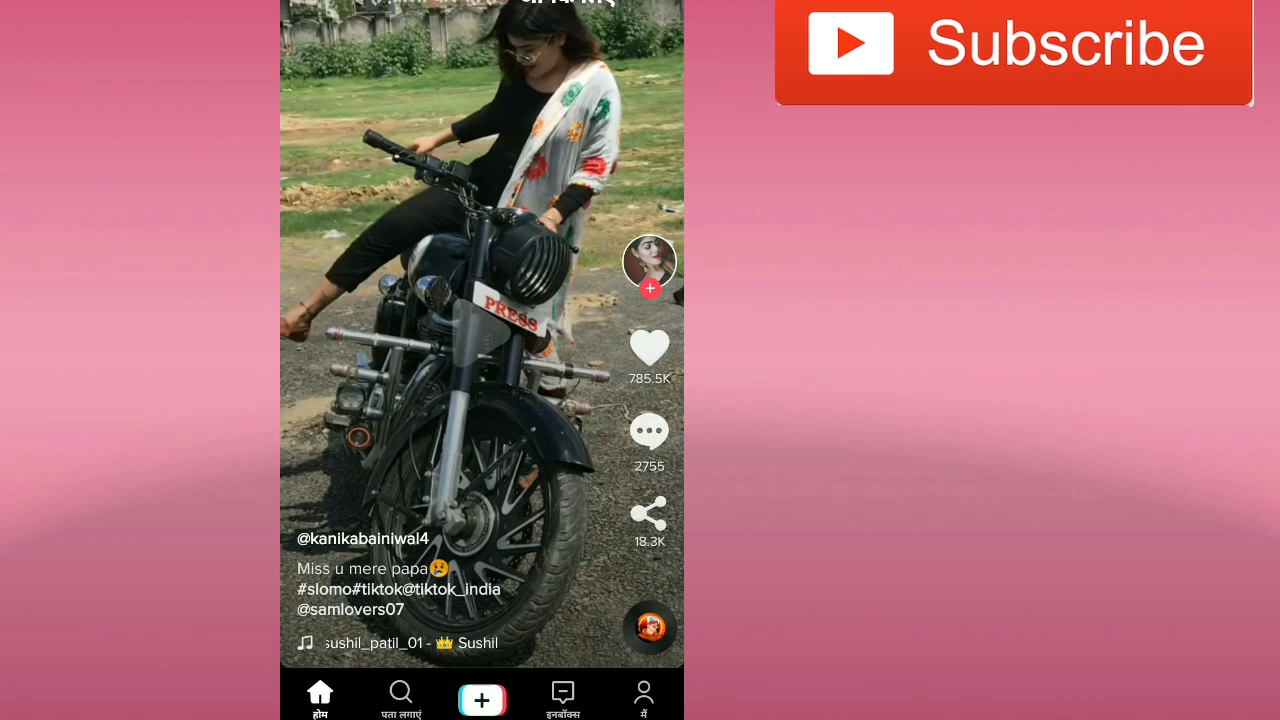 Subscribe
PRESS
785.5K
2755
18.3K
@kanikabainiwal4
Miss u mere papa😢
#slomo#tiktok@tiktok_india
@samlovers07
sushil_patil_01 - 👑 Sushil
होम
पता लगाएं
इनबॉक्स
मैं